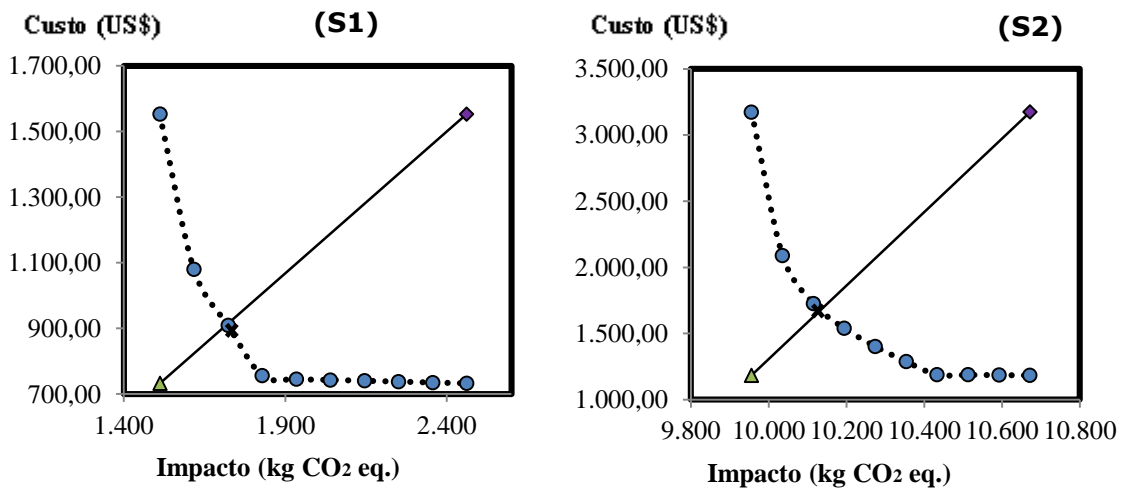 Custo (US$) (S1)
1.700,00
1.500,00
1.300,00
1.100,00
900,00
700,00
1.400 1.900 2.400
Impacto (kg CO2 eq.)
Custo (US$) (S2)
3.500,00
3.000,00
2.500,00
2.000,00
1.500,00
1.000,00
9.800 10.000 10.200 10.400 10.600 10.800
Impacto (kg CO2 eq.)